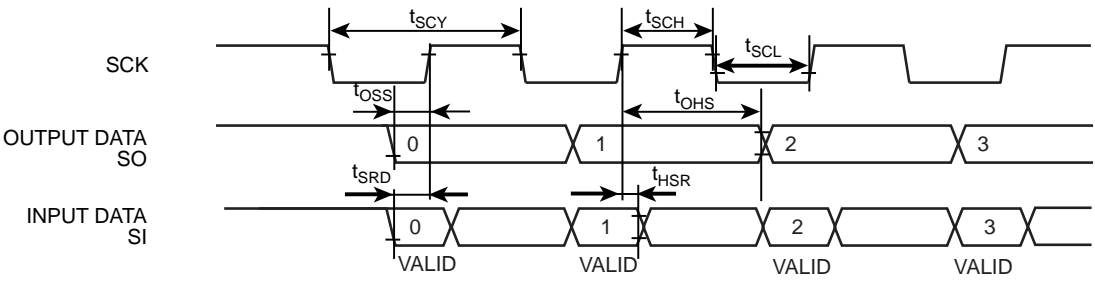 tSCY
tSCH
SCK
tSCL
tOSS
tOHS
OUTPUT DATA
SO
0 1 2 3
tSRD
tHSR
INPUT DATA
SI
0 1 2 3
VALID VALID VALID VALID